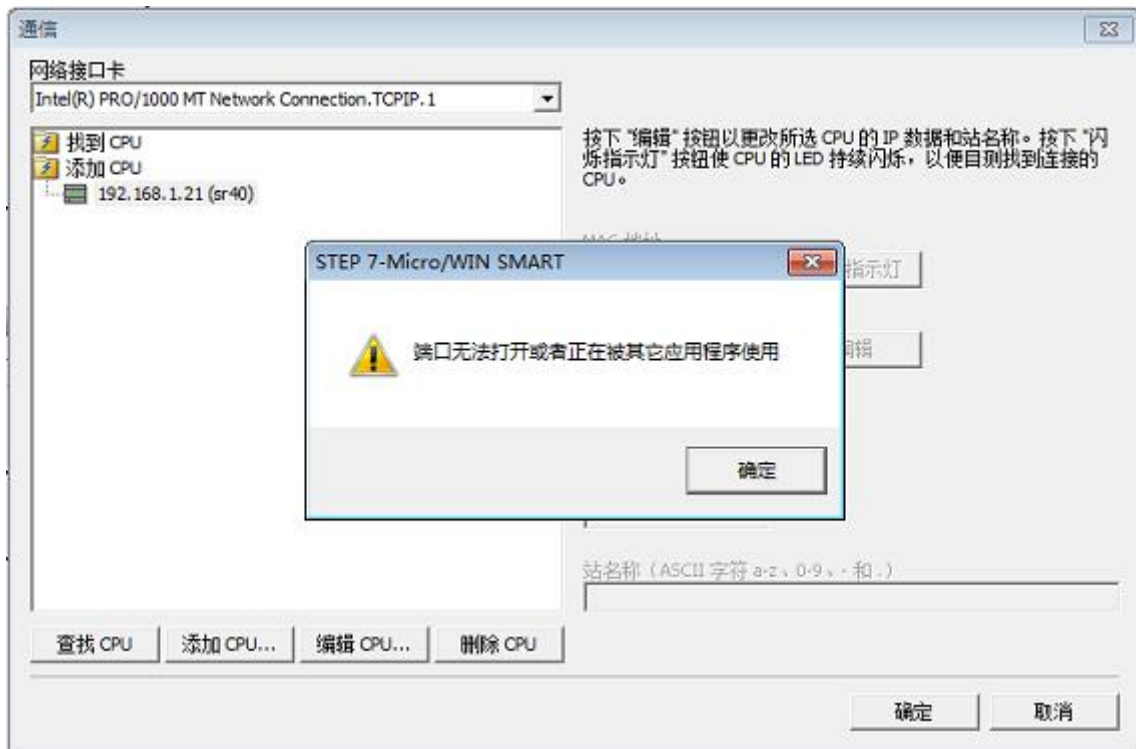 通信
网络接口卡
Intel(R) PRO/1000 MT Network Connection.TCPIP.1
找到 CPU
添加 CPU
192.168.1.21 (sr40)
按下 "编辑" 按钮以更改所选 CPU 的 IP 数据和站名称。按下 "闪
烁指示灯" 按钮使 CPU 的 LED 持续闪烁，以便目测找到连接的
CPU。
STEP 7-Micro/WIN SMART
指示灯
端口无法打开或者正在被其它应用程序使用
确定
站名称（ASCII 字符 a-z、0-9、- 和 .）
查找 CPU
添加 CPU...
编辑 CPU...
删除 CPU
确定
取消